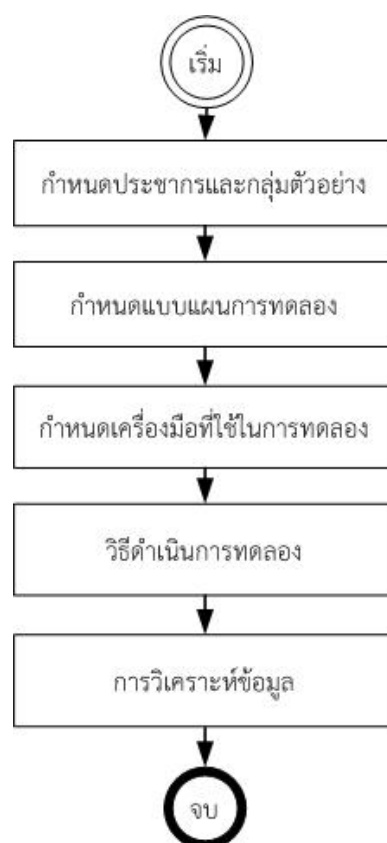 เริ่ม
กำหนดประชากรและกลุ่มตัวอย่าง
กำหนดแบบแผนการทดลอง
กำหนดเครื่องมือที่ใช้ในการทดลอง
วิธีดำเนินการทดลอง
การวิเคราะห์ข้อมูล
จบ